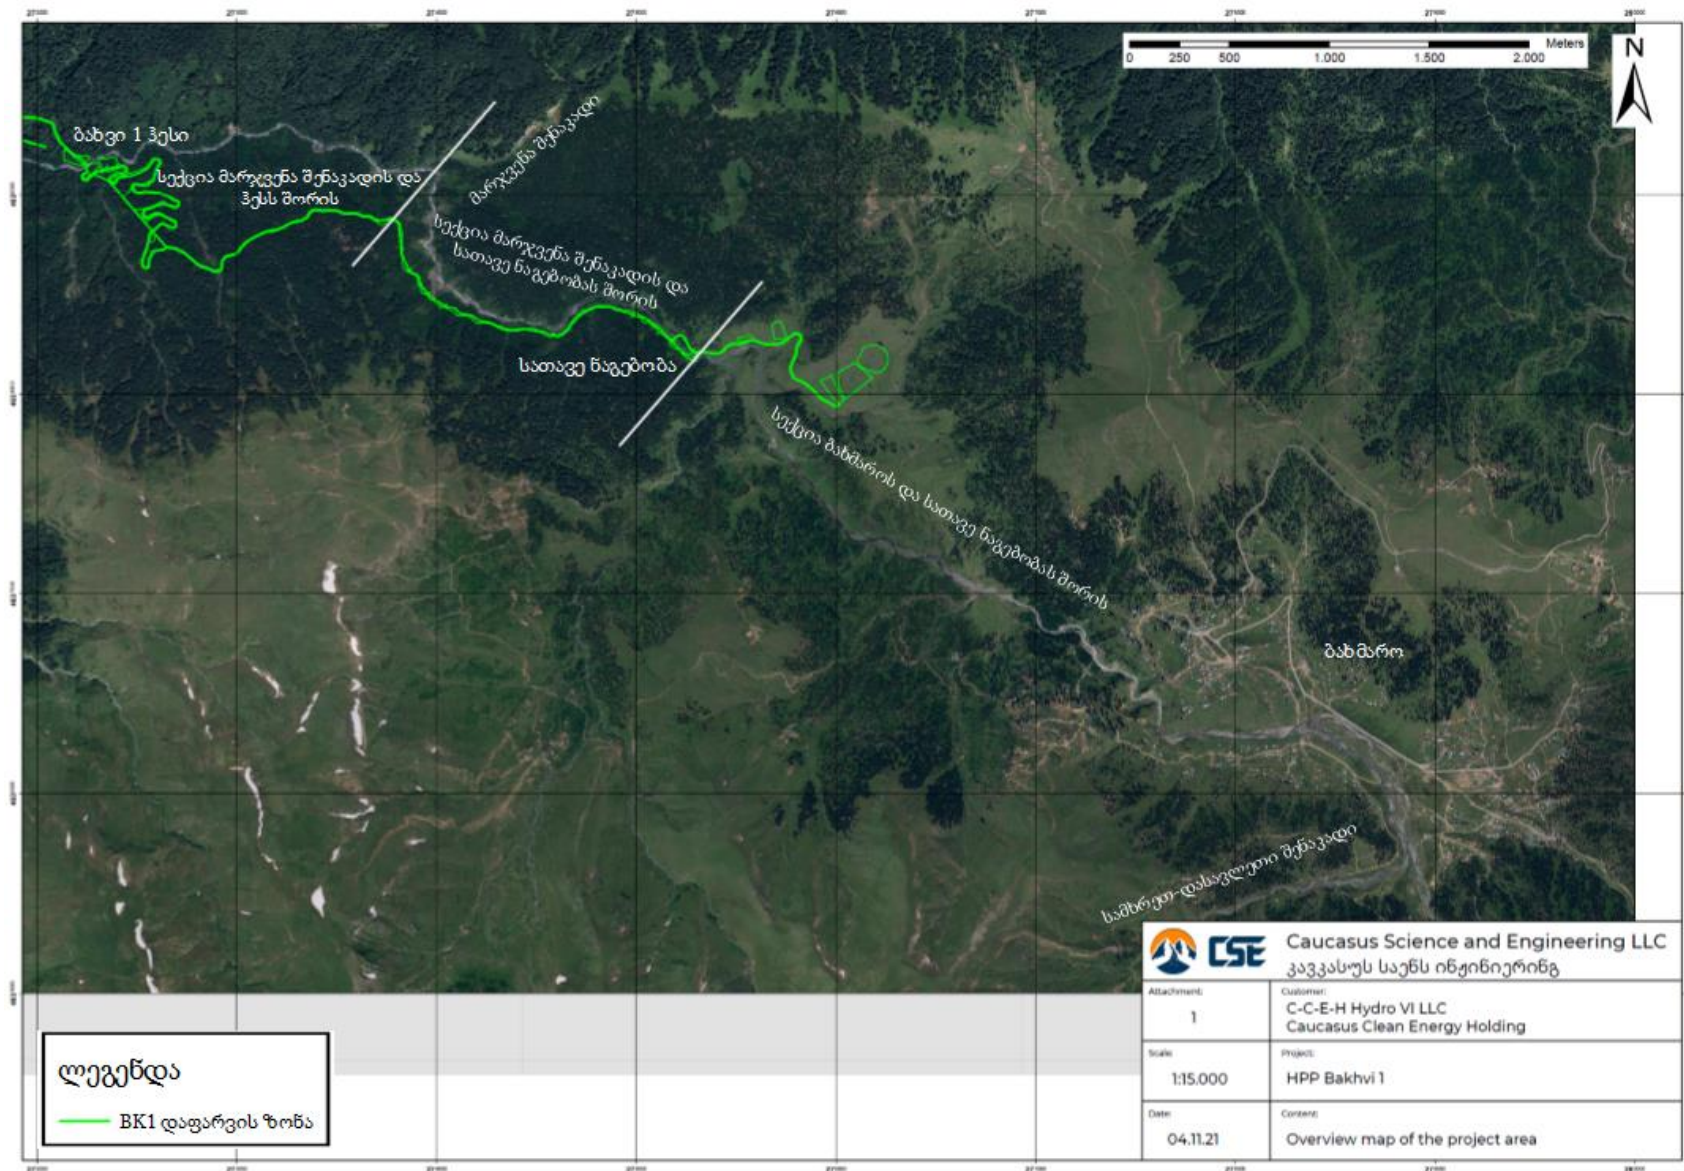 Meters
0 250 500 1.000 1.500 2.000
N
ბახვი 1 ჰესი
მარჯვენა შენაკადი
სექცია მარჯვენა შენაკადის და
ჰესს შორის
სექცია მარჯვენა შენაკადის და
სათავე ნაგებობას შორის
სათავე ნაგებობა
სექცია ბახმაროს და სათავე ნაგებობას შორის
ბახმარო
სამხრეთ-დასავლეთი შენაკადი
CSE
Caucasus Science and Engineering LLC
კავკასუს საენს ინჟინიერინგ
Attachment:
1
Customer:
C-C-E-H Hydro VI LLC
Caucasus Clean Energy Holding
Scale:
1:15.000
Project:
HPP Bakhvi 1
Date:
04.11.21
Content:
Overview map of the project area
ლეგენდა
BK1 დაფარვის ზონა